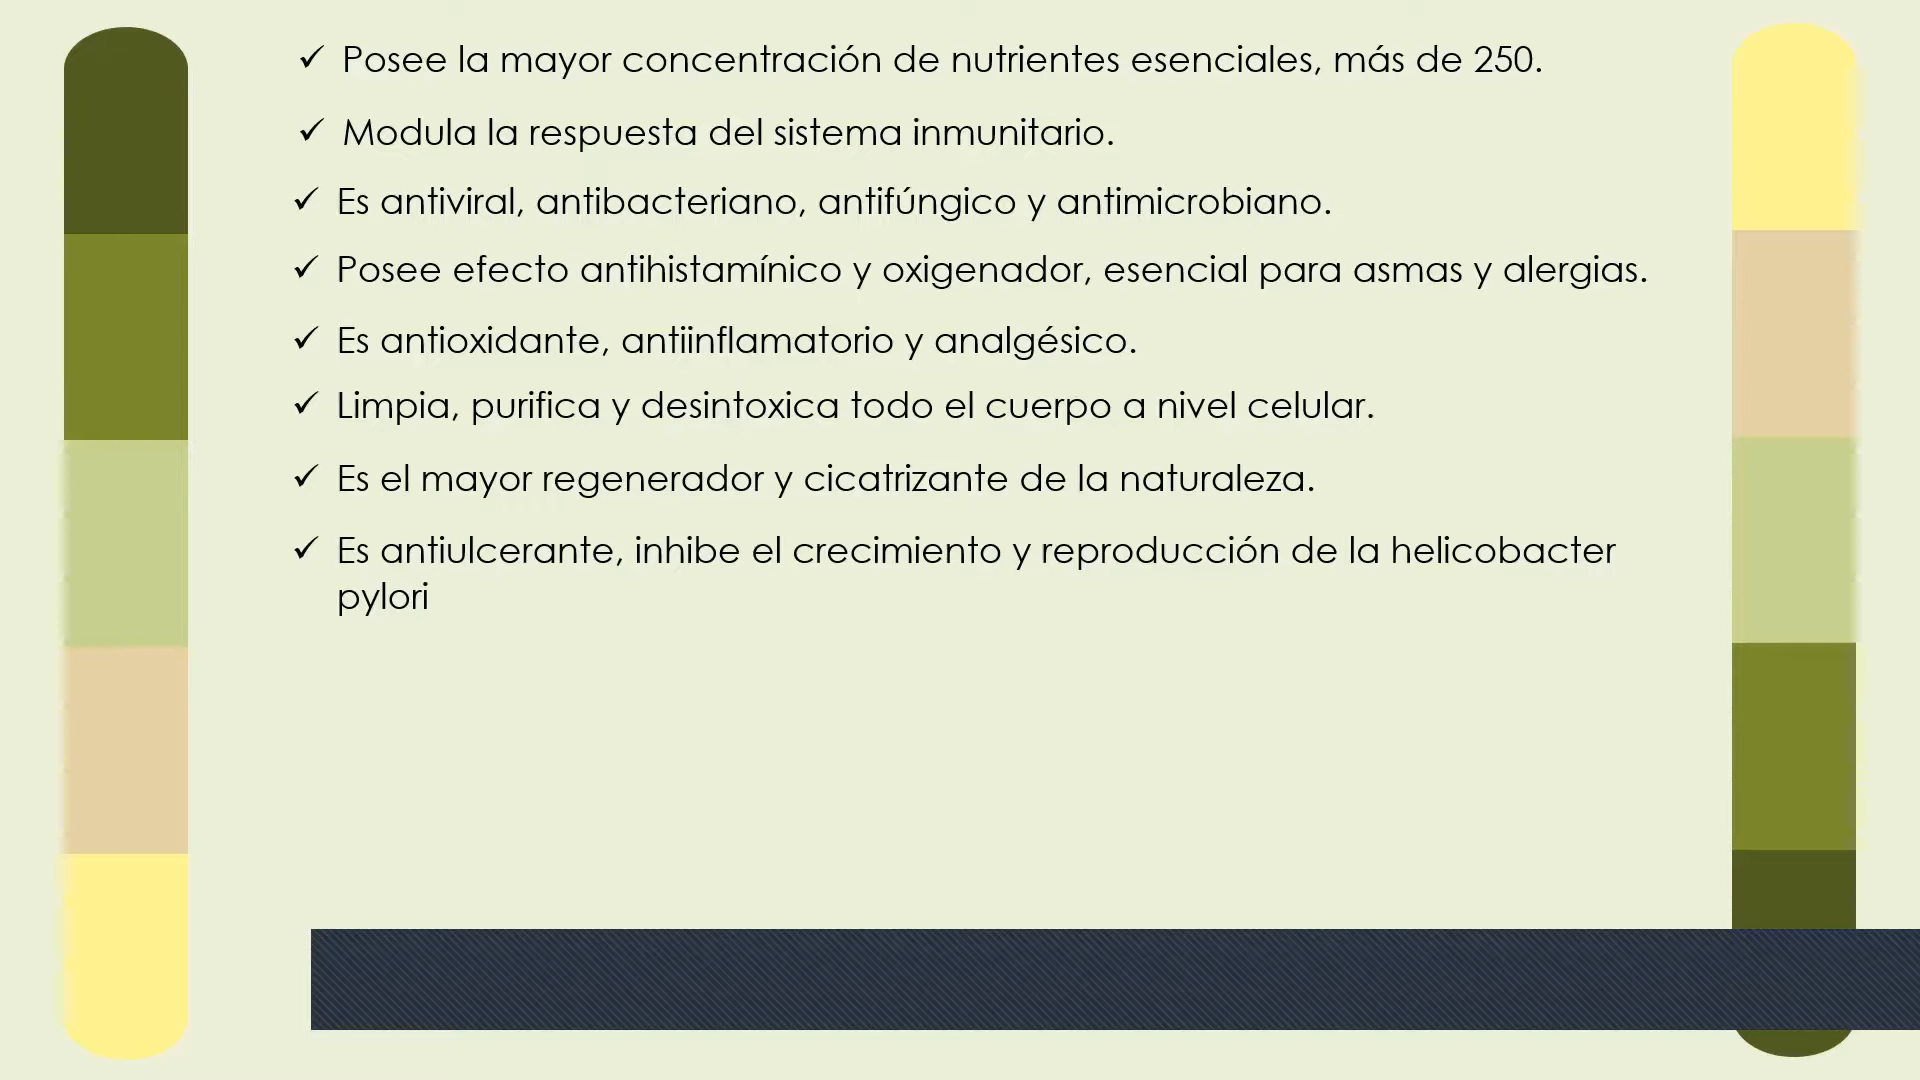 ✓ Posee la mayor concentración de nutrientes esenciales, más de 250.
✓ Modula la respuesta del sistema inmunitario.
✓ Es antiviral, antibacteriano, antifúngico y antimicrobiano.
✓ Posee efecto antihistamínico y oxigenador, esencial para asmas y alergias.
✓ Es antioxidante, antiinflamatorio y analgésico.
✓ Limpia, purifica y desintoxica todo el cuerpo a nivel celular.
✓ Es el mayor regenerador y cicatrizante de la naturaleza.
✓ Es antiulcerante, inhibe el crecimiento y reproducción de la helicobacter
pylori